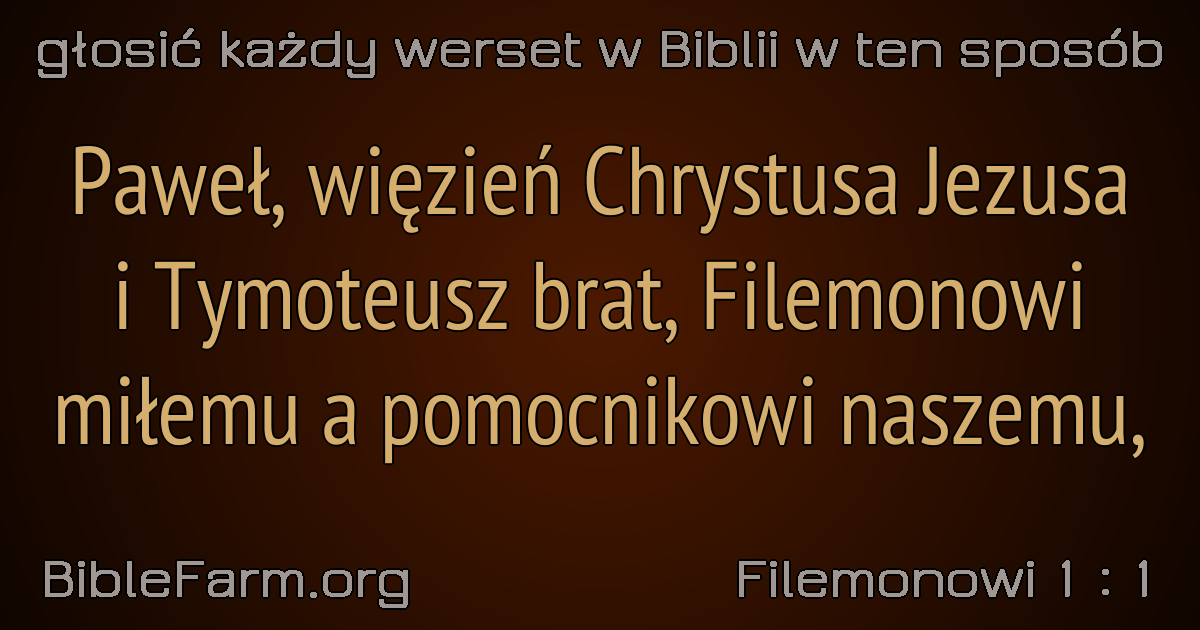 głosić każdy werset w Biblii w ten sposób
Paweł, więzień Chrystusa Jezusa
i Tymoteusz brat, Filemonowi
miłemu a pomocnikowi naszemu,
BibleFarm.org
Filemonowi 1 : 1